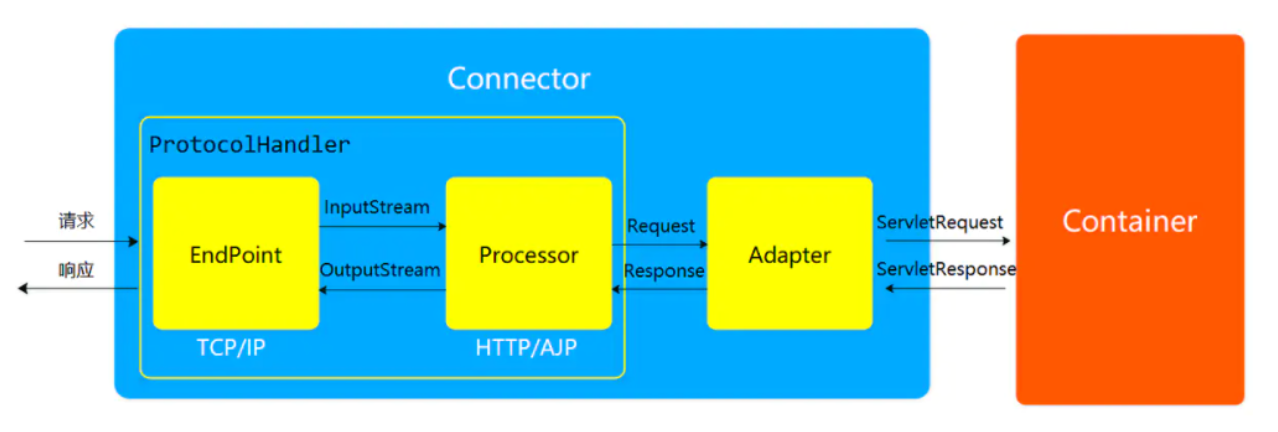 Connector
ProtocolHandler
请求
响应
EndPoint
TCP/IP
InputStream
OutputStream
Processor
HTTP/AJP
Request
Response
Adapter
ServletRequest
ServletResponse
Container